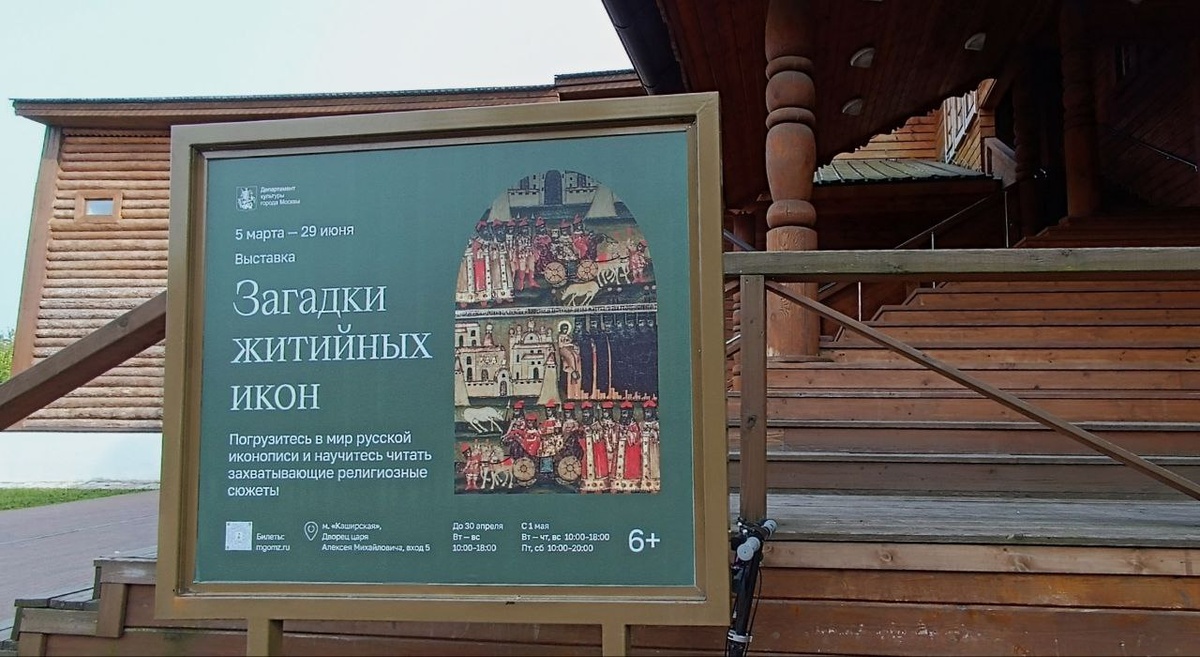 Департамент
культуры
города Москвы
5 марта — 29 июня
Выставка
Загадки
житийных
икон
Погрузитесь в мир русской
иконописи и научитесь читать
захватывающие религиозные
сюжеты
Билеты:
mgomz.ru
м. «Каширская»,
Дворец царя
Алексея Михайловича, вход 5
До 30 апреля
Вт — вс
10:00–18:00
С 1 мая
Вт — чт, вс 10:00–18:00
Пт, сб 10:00–20:00
6+